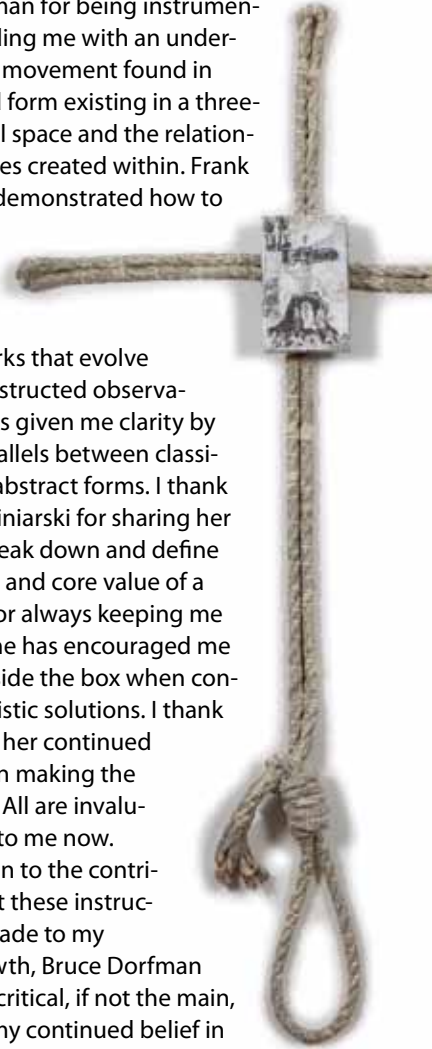 nan for being instrumen-
ling me with an under-
movement found in
form existing in a three-
l space and the relation-
es created within. Frank
demonstrated how to
rks that evolve
structed observa-
s given me clarity by
allels between classi-
abstract forms. I thank
iniarski for sharing her
eak down and define
and core value of a
or always keeping me
ne has encouraged me
side the box when con-
istic solutions. I thank
her continued
n making the
All are invalu-
to me now.
n to the contri-
t these instruc-
ade to my
wth, Bruce Dorfman
critical, if not the main,
ny continued belief in